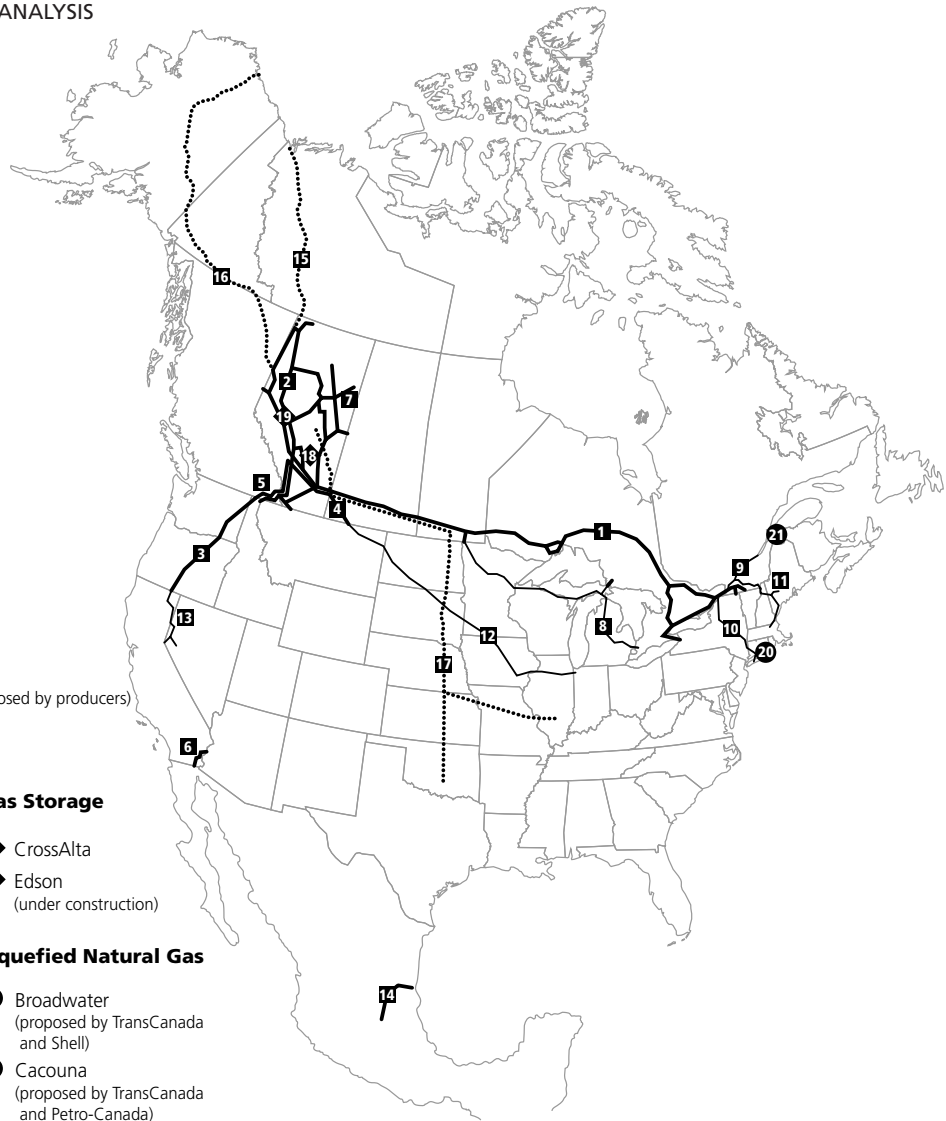 ANALYSIS
16
15
2
7
19
18
5
4
1
21
3
9
11
13
8
10
12
20
17
osed by producers)
6
as Storage
CrossAlta
Edson
(under construction)
quefied Natural Gas
14
Broadwater
(proposed by TransCanada
and Shell)
Cacouna
(proposed by TransCanada
and Petro-Canada)